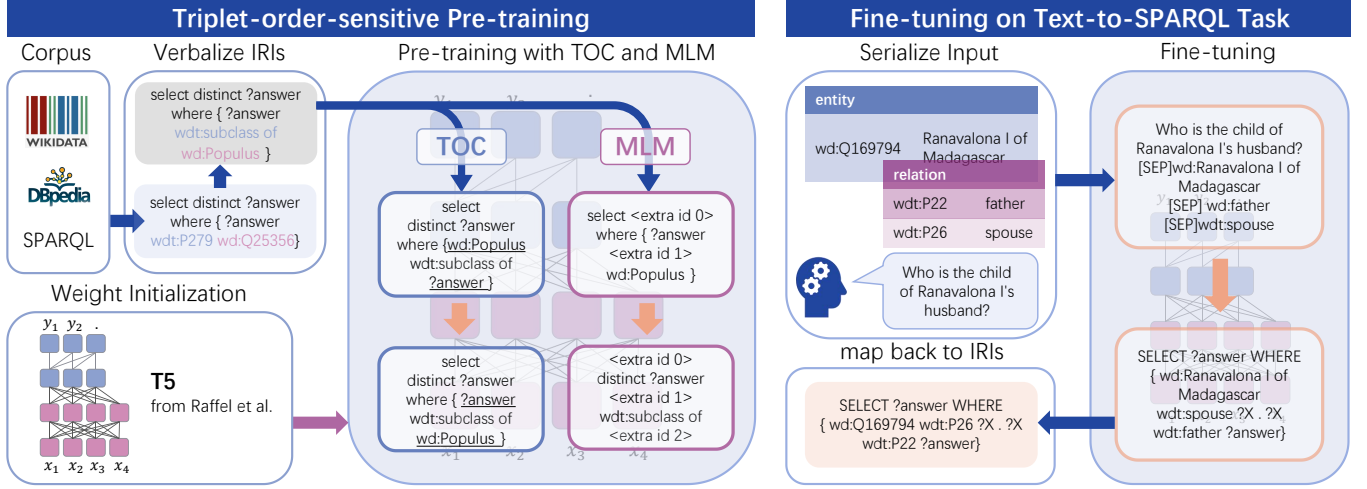 Triplet-order-sensitive Pre-training
Corpus
Verbalize IRIs
Pre-training with TOC and MLM
WIKIDATA
DBpedia
SPARQL
select distinct ?answer
where { ?answer
wdt:subclass of
wd:Populus }
select distinct ?answer
where { ?answer
wdt:P279 wd:Q25356}
Weight Initialization
y1 y2 .
T5
from Raffel et al.
x1 x2 x3 x4
y1 y2 .
TOC
MLM
select
distinct ?answer
where {wd:Populus
wdt:subclass of
?answer }
select <extra id 0>
where { ?answer
<extra id 1>
wd:Populus }
select
distinct ?answer
where { ?answer
wdt:subclass of
wd:Populus }
<extra id 0>
distinct ?answer
<extra id 1>
wdt:subclass of
<extra id 2>
x1 x2 x3 x4
Fine-tuning on Text-to-SPARQL Task
Serialize Input
Fine-tuning
entity
wd:Q169794
Ranavalona I of
Madagascar
relation
wdt:P22 father
wdt:P26 spouse
Who is the child
of Ranavalona I's
husband?
Who is the child of
Ranavalona I's husband?
[SEP]wd:Ranavalona I of
Madagascar
[SEP] wd:father
[SEP]wdt:spouse
SELECT ?answer WHERE
{ wd:Ranavalona I of
Madagascar
wdt:spouse ?X . ?X
wdt:father ?answer}
map back to IRIs
SELECT ?answer WHERE
{ wd:Q169794 wdt:P26 ?X . ?X
wdt:P22 ?answer}